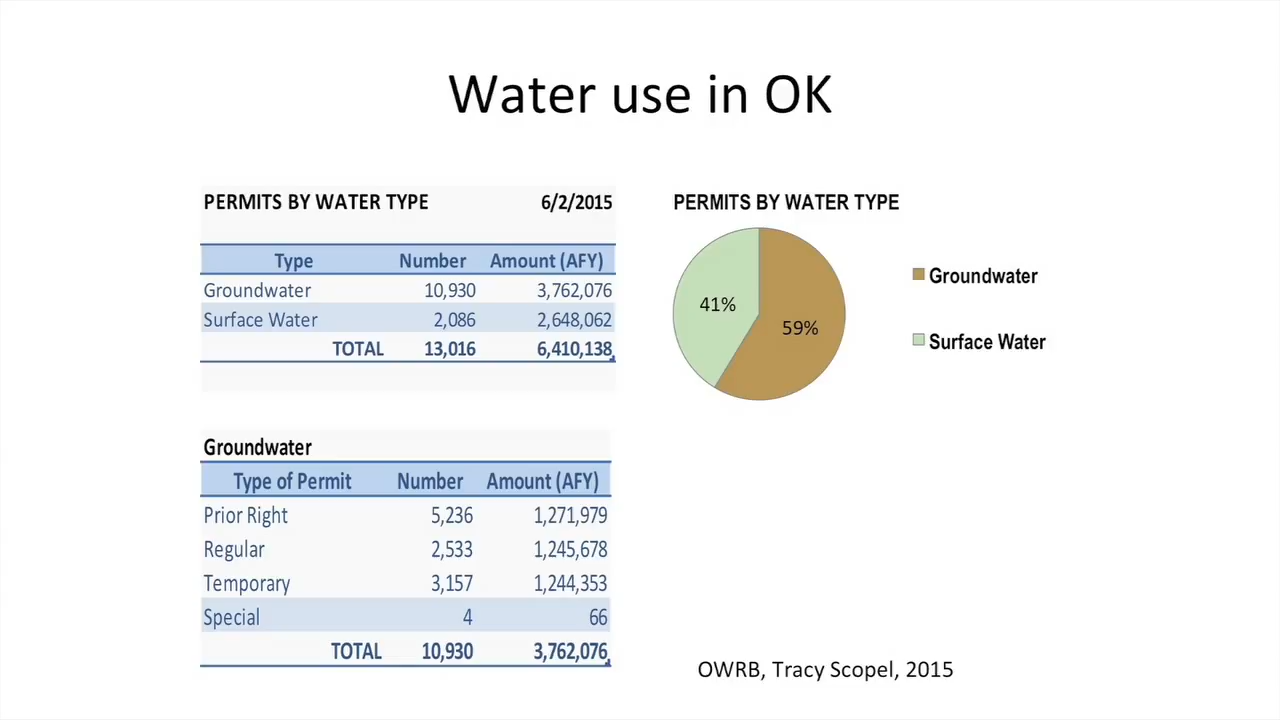 Water use in OK
PERMITS BY WATER TYPE 6/2/2015
Type Number Amount (AFY)
Groundwater 10,930 3,762,076
Surface Water 2,086 2,648,062
TOTAL 13,016 6,410,138
PERMITS BY WATER TYPE
41%
59%
Groundwater
Surface Water
Groundwater
Type of Permit Number Amount (AFY)
Prior Right 5,236 1,271,979
Regular 2,533 1,245,678
Temporary 3,157 1,244,353
Special 4 66
TOTAL 10,930 3,762,076
OWRB, Tracy Scopel, 2015